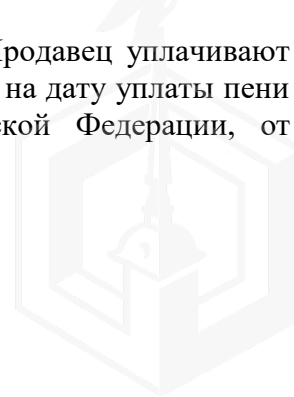 Продавец уплачивают
на дату уплаты пени
ской Федерации, от